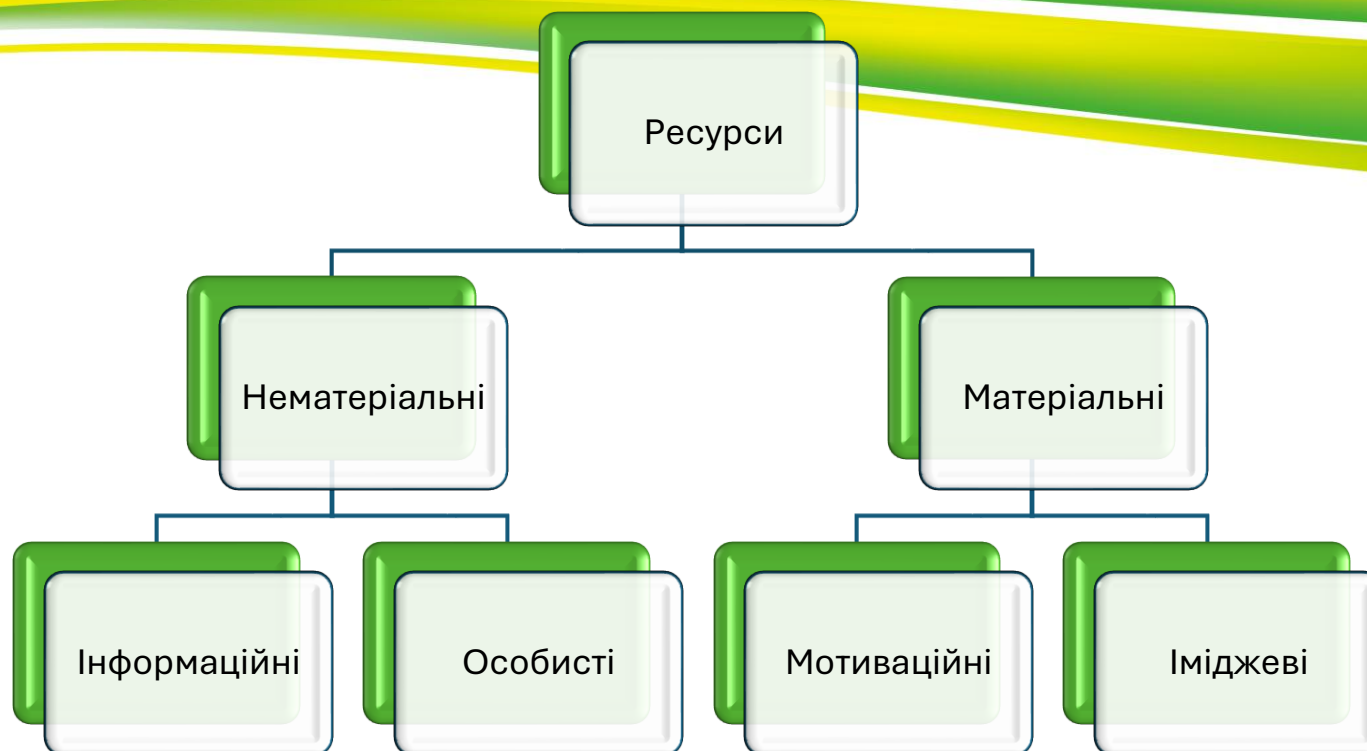 Ресурси
Нематеріальні
Матеріальні
Інформаційні
Особисті
Мотиваційні
Іміджеві